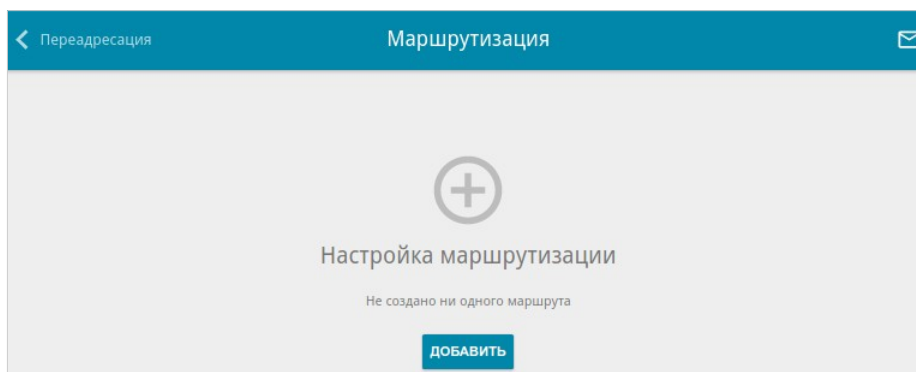 Переадресация
Маршрутизация
Настройка маршрутизации
Не создано ни одного маршрута
ДОБАВИТЬ